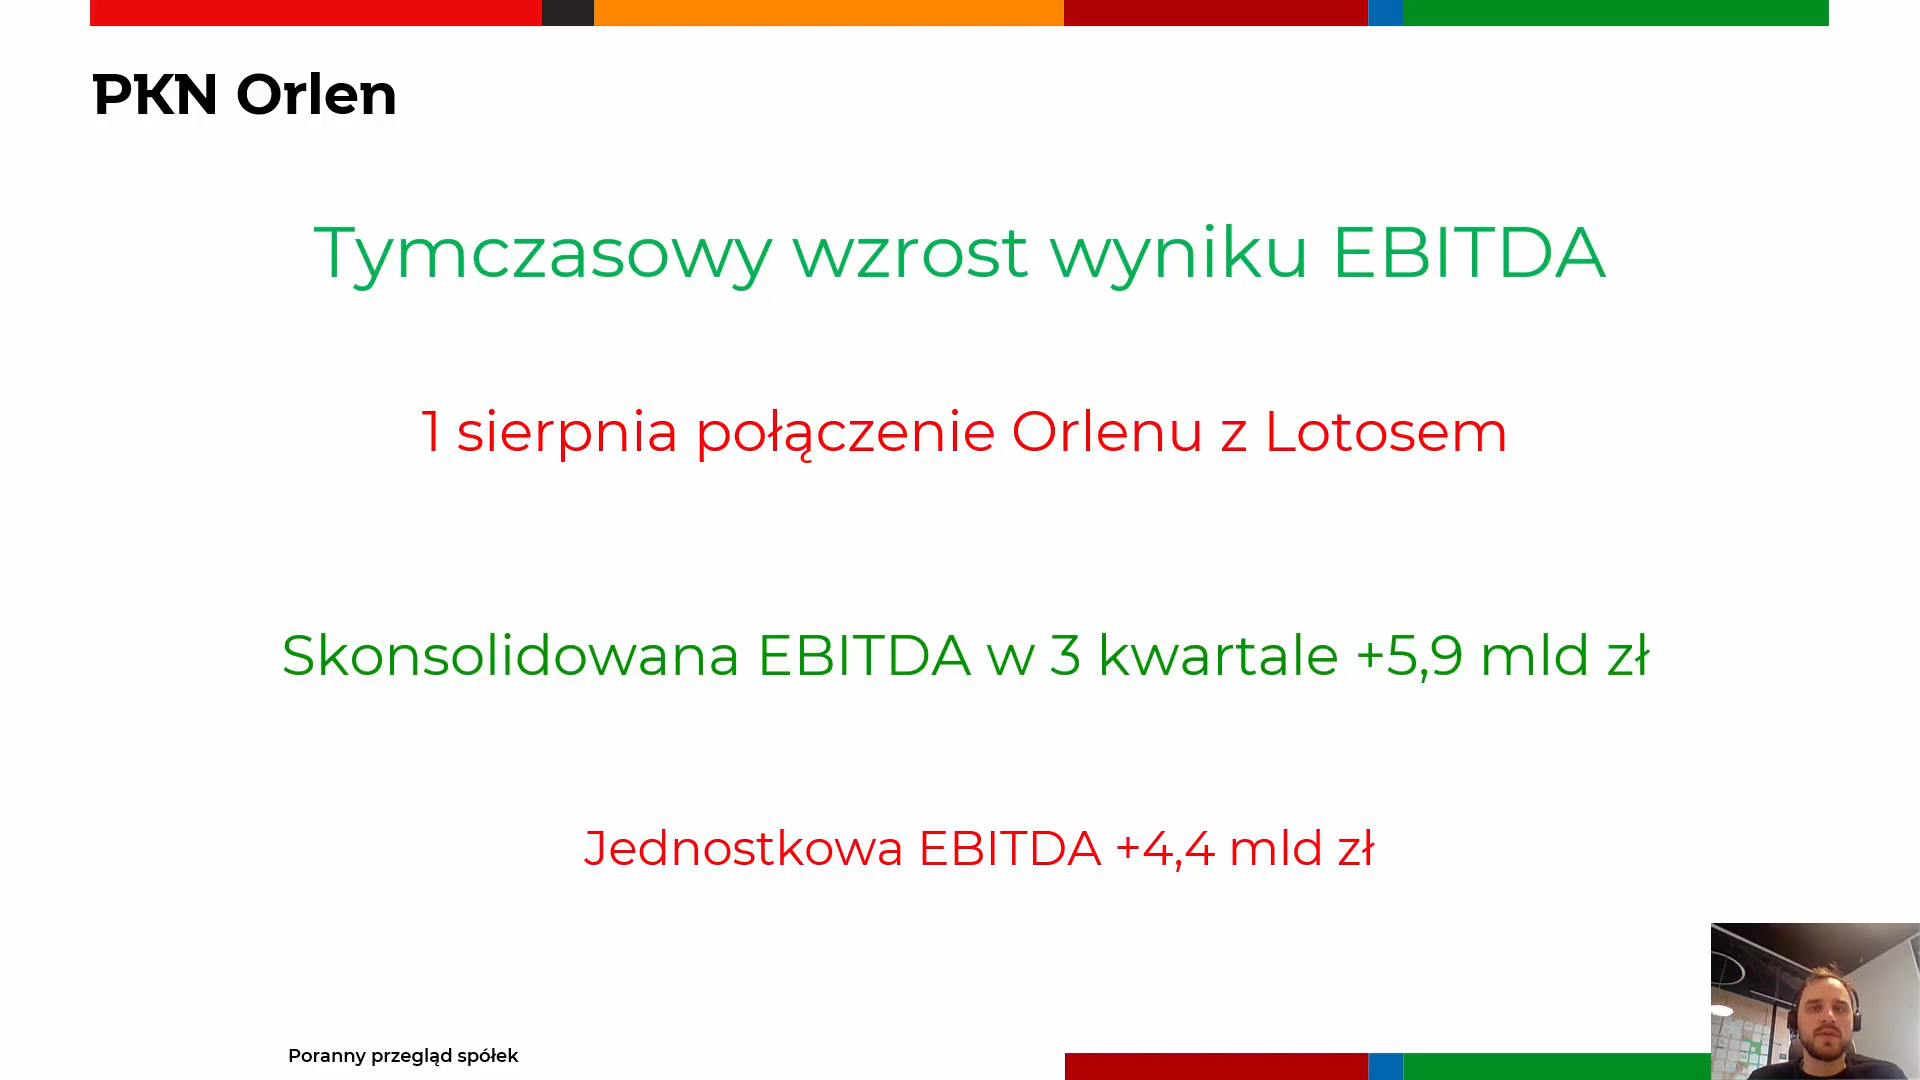 PKN Orlen
Tymczasowy wzrost wyniku EBITDA
1 sierpnia połączenie Orlenu z Lotosem
Skonsolidowana EBITDA w 3 kwartale +5,9 mld zł
Jednostkowa EBITDA +4,4 mld zł
Poranny przegląd spółek